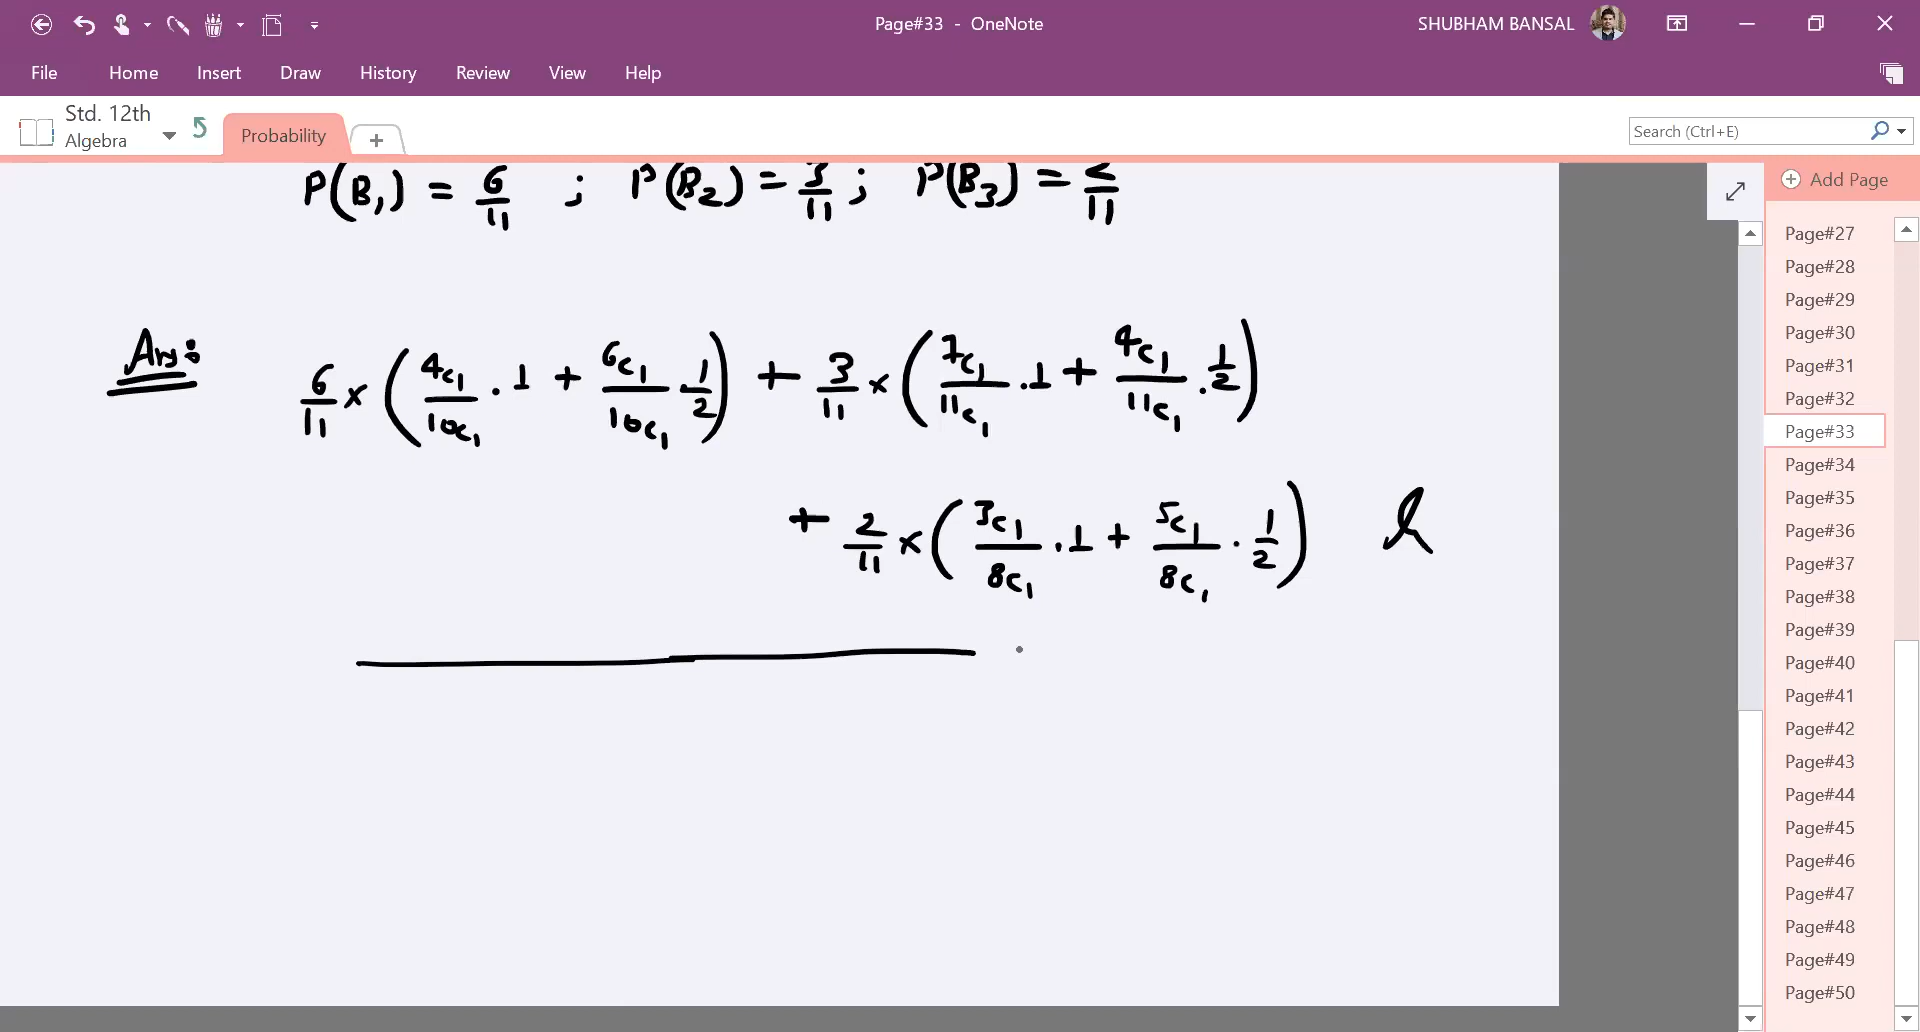 Page#33 - OneNote
SHUBHAM BANSAL
File Home Insert Draw History Review View Help
Std. 12th
Algebra
Probability
+
Search (Ctrl+E)
Add Page
P(B₁) = 6/11 ; P(B₂) = 3/11 ; P(B₃) = 2/11
Ans:
6/11 × (4c₁/10c₁ · 1 + 6c₁/10c₁ · 1/2) + 3/11 × (7c₁/11c₁ · 1 + 4c₁/11c₁ · 1/2)
+ 2/11 × (3c₁/8c₁ · 1 + 5c₁/8c₁ · 1/2)
Page#27
Page#28
Page#29
Page#30
Page#31
Page#32
Page#33
Page#34
Page#35
Page#36
Page#37
Page#38
Page#39
Page#40
Page#41
Page#42
Page#43
Page#44
Page#45
Page#46
Page#47
Page#48
Page#49
Page#50